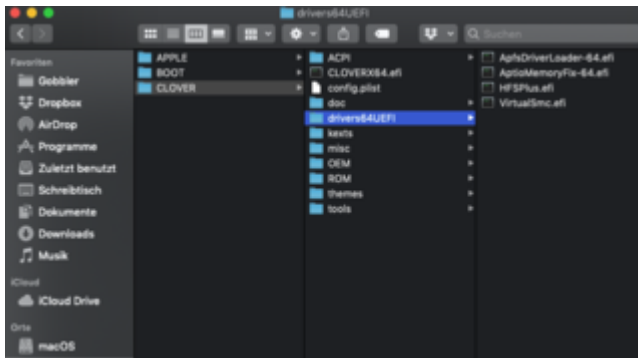 drivers64UEFI
Suchen
Favoriten
Gobbler
Dropbox
AirDrop
Programme
Zuletzt benutzt
Schreibtisch
Dokumente
Downloads
Musik
iCloud
iCloud Drive
Orte
macOS
APPLE
BOOT
CLOVER
ACPI
CLOVERX64.efi
config.plist
doc
drivers64UEFI
kexts
misc
OEM
ROM
themes
tools
ApfsDriverLoader-64.efi
AptioMemoryFix-64.efi
HFSPlus.efi
VirtualSmc.efi